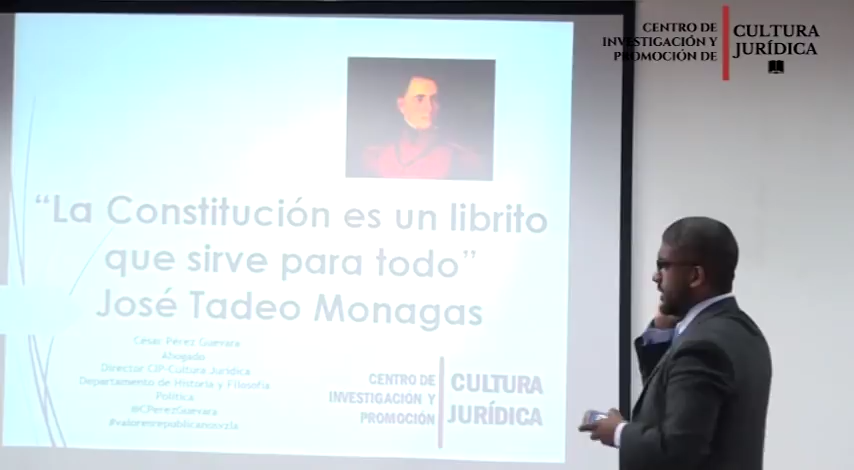 CENTRO DE
INVESTIGACIÓN Y
PROMOCIÓN DE
CULTURA
JURÍDICA
“La Constitución es un librito
que sirve para todo”
José Tadeo Monagas
César Pérez Guevara
Abogado
Director CIP-Cultura Jurídica
Departamento de Historia y Filosofía
Política
@CPerezGuevara
#valoresrepublicanosvzla
CENTRO DE
INVESTIGACIÓN Y
PROMOCIÓN
CULTURA
JURÍDICA